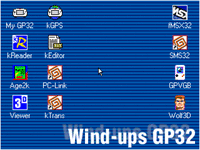 My GP32 kGPS fMSX32
kReader kEditor SMS32
Age2k PC-Link GPVGB
3D
Viewer kTrans Wolf3D
Wind-ups GP32